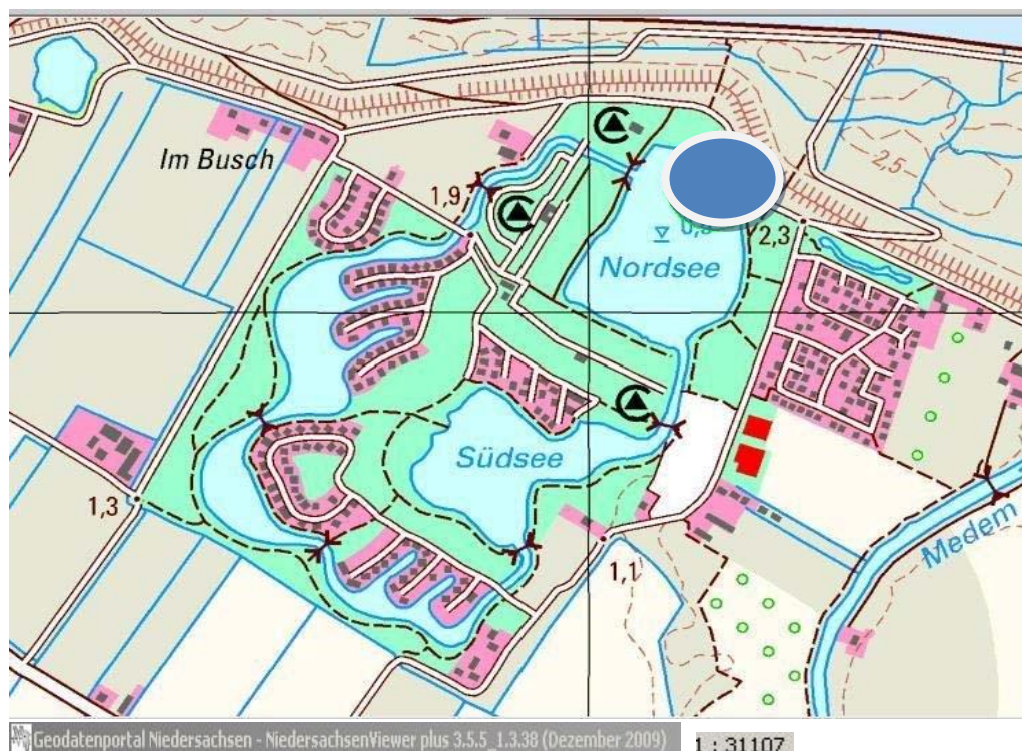 Im Busch
2,5
1,9
2,3
Nordsee
Südsee
1,3
1,1
Medem
Geodatenportal Niedersachsen - NiedersachsenViewer plus 3.5.5_1.3.38 (Dezember 2009)
1 : 31107